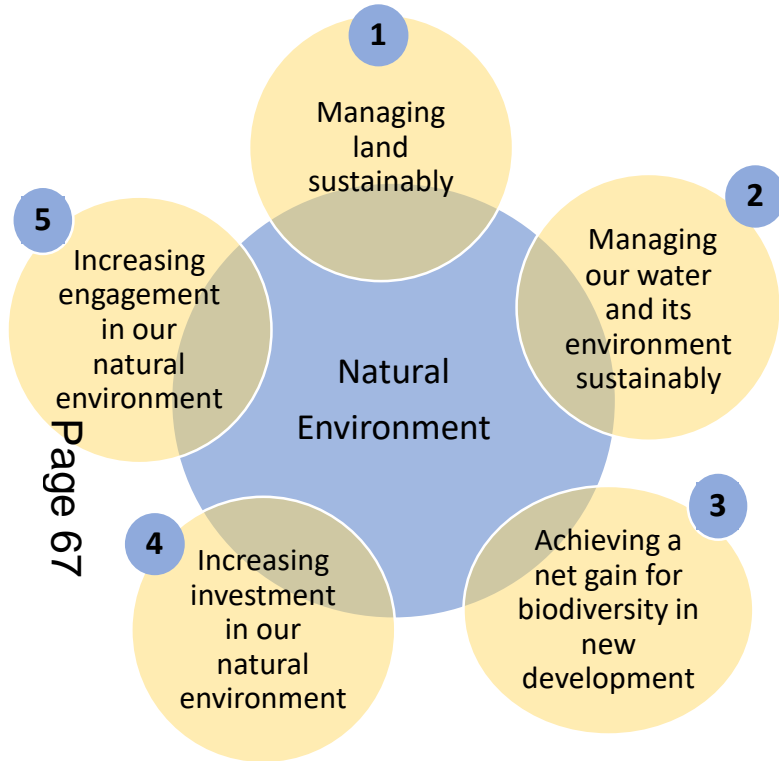 1
Managing
land
sustainably
2
Managing
our water
and its
environment
sustainably
3
Achieving a
net gain for
biodiversity in
new
development
4
Increasing
investment
in our
natural
environment
5
Increasing
engagement
in our
natural
environment
Natural
Environment
Page 67